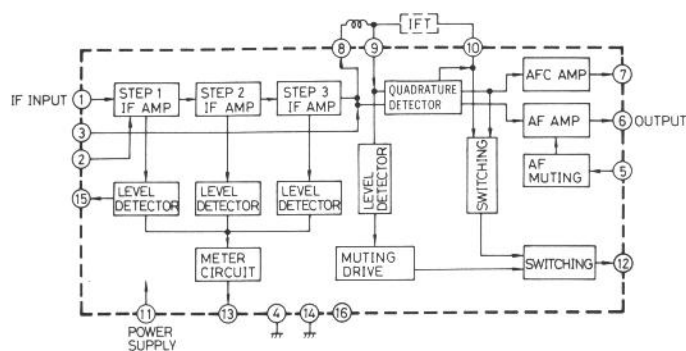 IFT
8
9
10
IF INPUT
1
STEP 1
IF AMP
STEP 2
IF AMP
STEP 3
IF AMP
QUADRATURE
DETECTOR
AFC AMP
7
3
2
AF AMP
6
OUTPUT
AF
MUTING
5
15
LEVEL
DETECTOR
LEVEL
DETECTOR
LEVEL
DETECTOR
LEVEL
DETECTOR
SWITCHING
METER
CIRCUIT
MUTING
DRIVE
SWITCHING
12
11
13
4
14
16
POWER
SUPPLY